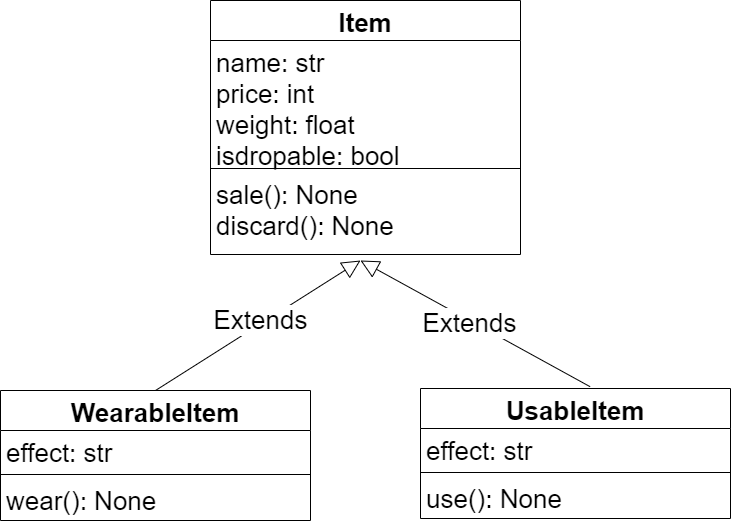 Item
name: str
price: int
weight: float
isdropable: bool
sale(): None
discard(): None
Extends
Extends
WearableItem
effect: str
wear(): None
UsableItem
effect: str
use(): None